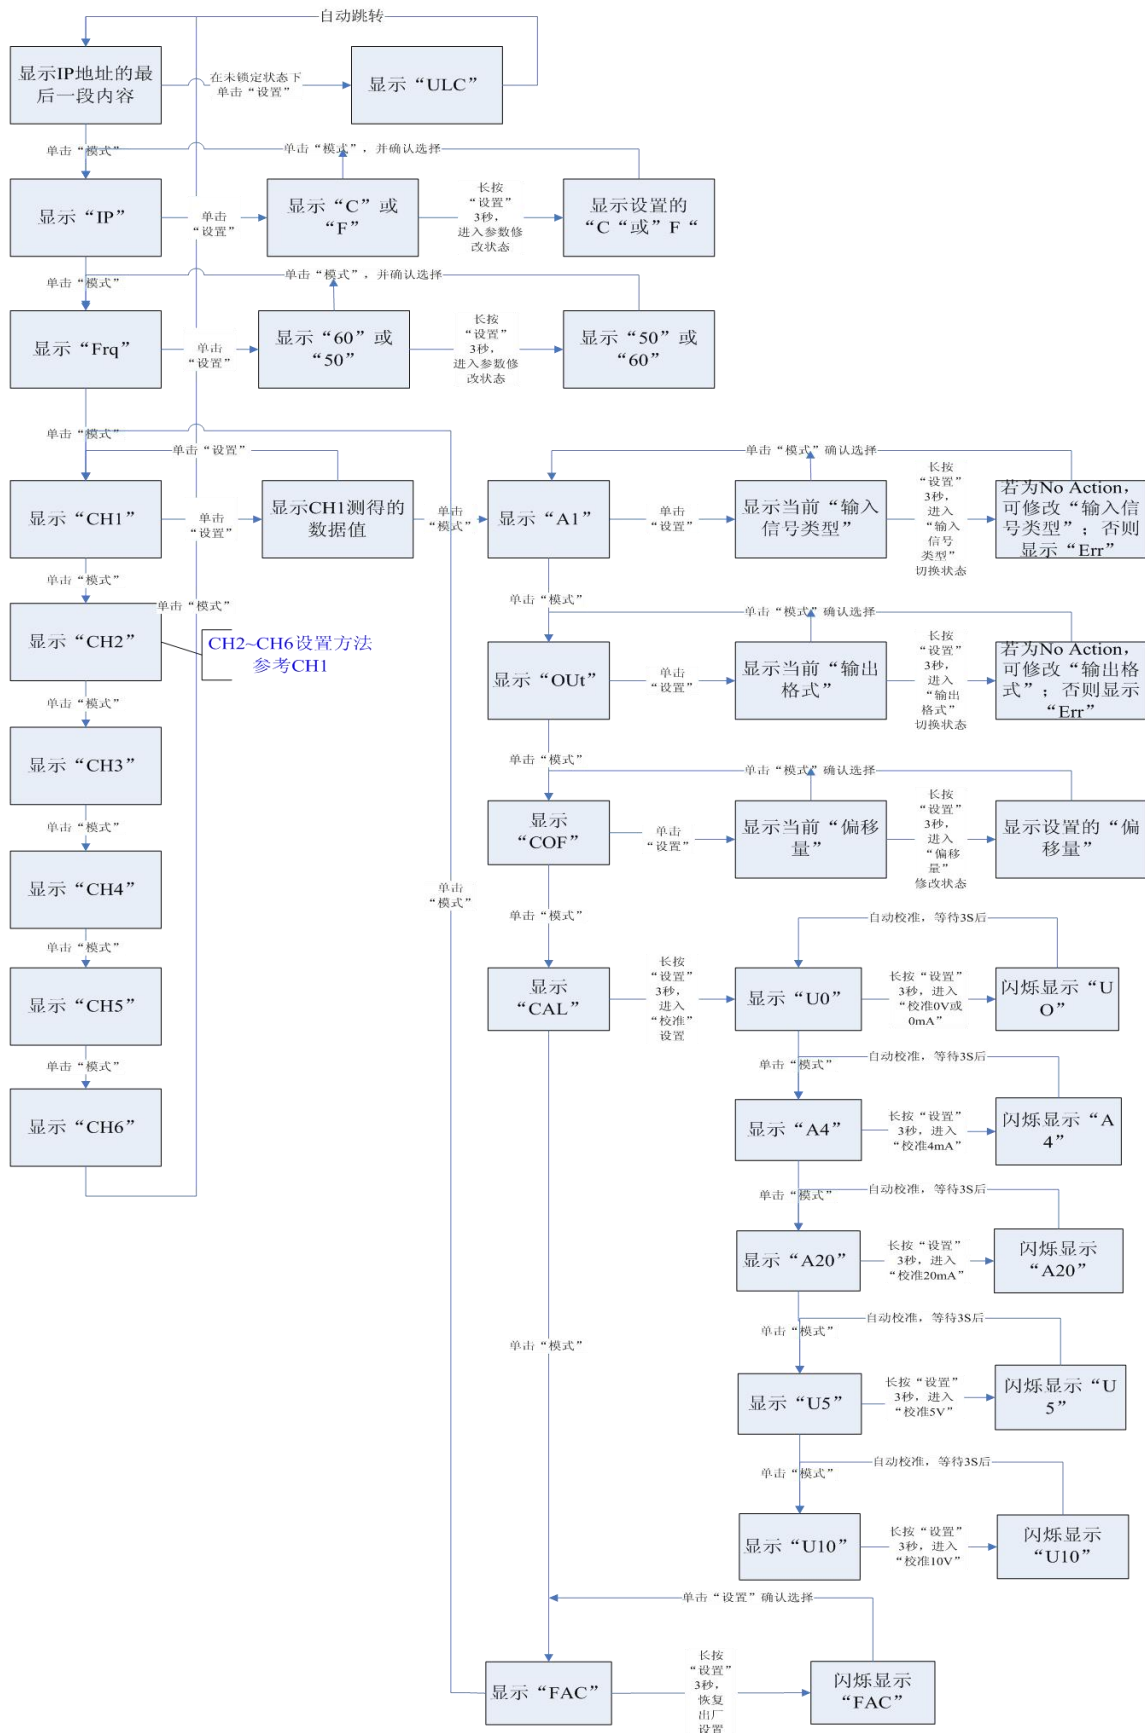 自动跳转
显示IP地址的最
后一段内容
在未锁定状态下
单击“设置”
显示“ULC”
单击“模式”
单击“模式”，并确认选择
显示“IP”
单击
“设置”
显示“C”或
“F”
长按
“设置”
3秒，
进入参数修
改状态
显示设置的
“C“或”F“
单击“模式”
单击“模式”，并确认选择
显示“Frq”
单击
“设置”
显示“60”或
“50”
长按
“设置”
3秒，
进入参数修
改状态
显示“50”或
“60”
单击“模式”
单击“设置”
显示“CH1”
单击
“设置”
显示CH1测得的
数据值
单击
“模式”
显示“A1”
单击
“设置”
单击“模式”确认选择
显示当前“输入
信号类型”
长按
“设置”
3秒，
进入
“输入
信号
类型”
切换状态
若为No Action，
可修改“输入信
号类型”；否则
显示“Err”
单击“模式”
显示“CH2”
单击“模式”
CH2~CH6设置方法
参考CH1
单击“模式”
显示“OUt”
单击
“设置”
单击“模式”确认选择
显示当前“输出
格式”
长按
“设置”
3秒，
进入
“输出
格式”
切换状态
若为No Action，
可修改“输出格
式”；否则显示
“Err”
单击“模式”
显示“CH3”
单击“模式”
显示
“COF”
单击
“设置”
单击“模式”确认选择
显示当前“偏移
量”
长按
“设置”
3秒，
进入
“偏移
量”
修改状态
显示设置的“偏
移量”
单击“模式”
显示“CH4”
单击
“模式”
单击“模式”
单击“模式”
显示“CH5”
显示
“CAL”
长按
“设置”
3秒，
进入
“校准”
设置
自动校准，等待3S后
显示“U0”
长按“设置”
3秒，进入
“校准0V或
0mA”
闪烁显示“U
O”
单击“模式”
显示“CH6”
单击“模式”
自动校准，等待3S后
显示“A4”
长按“设置”
3秒，进入
“校准4mA”
闪烁显示“A
4”
单击“模式”
自动校准，等待3S后
显示“A20”
长按“设置”
3秒，进入
“校准20mA”
闪烁显示
“A20”
单击“模式”
单击“模式”
自动校准，等待3S后
显示“U5”
长按“设置”
3秒，进入
“校准5V”
闪烁显示“U
5”
单击“模式”
自动校准，等待3S后
显示“U10”
长按“设置”
3秒，进入
“校准10V”
闪烁显示
“U10”
单击“设置”确认选择
显示“FAC”
长按
“设置”
3秒，
恢复
出厂
设置
闪烁显示
“FAC”